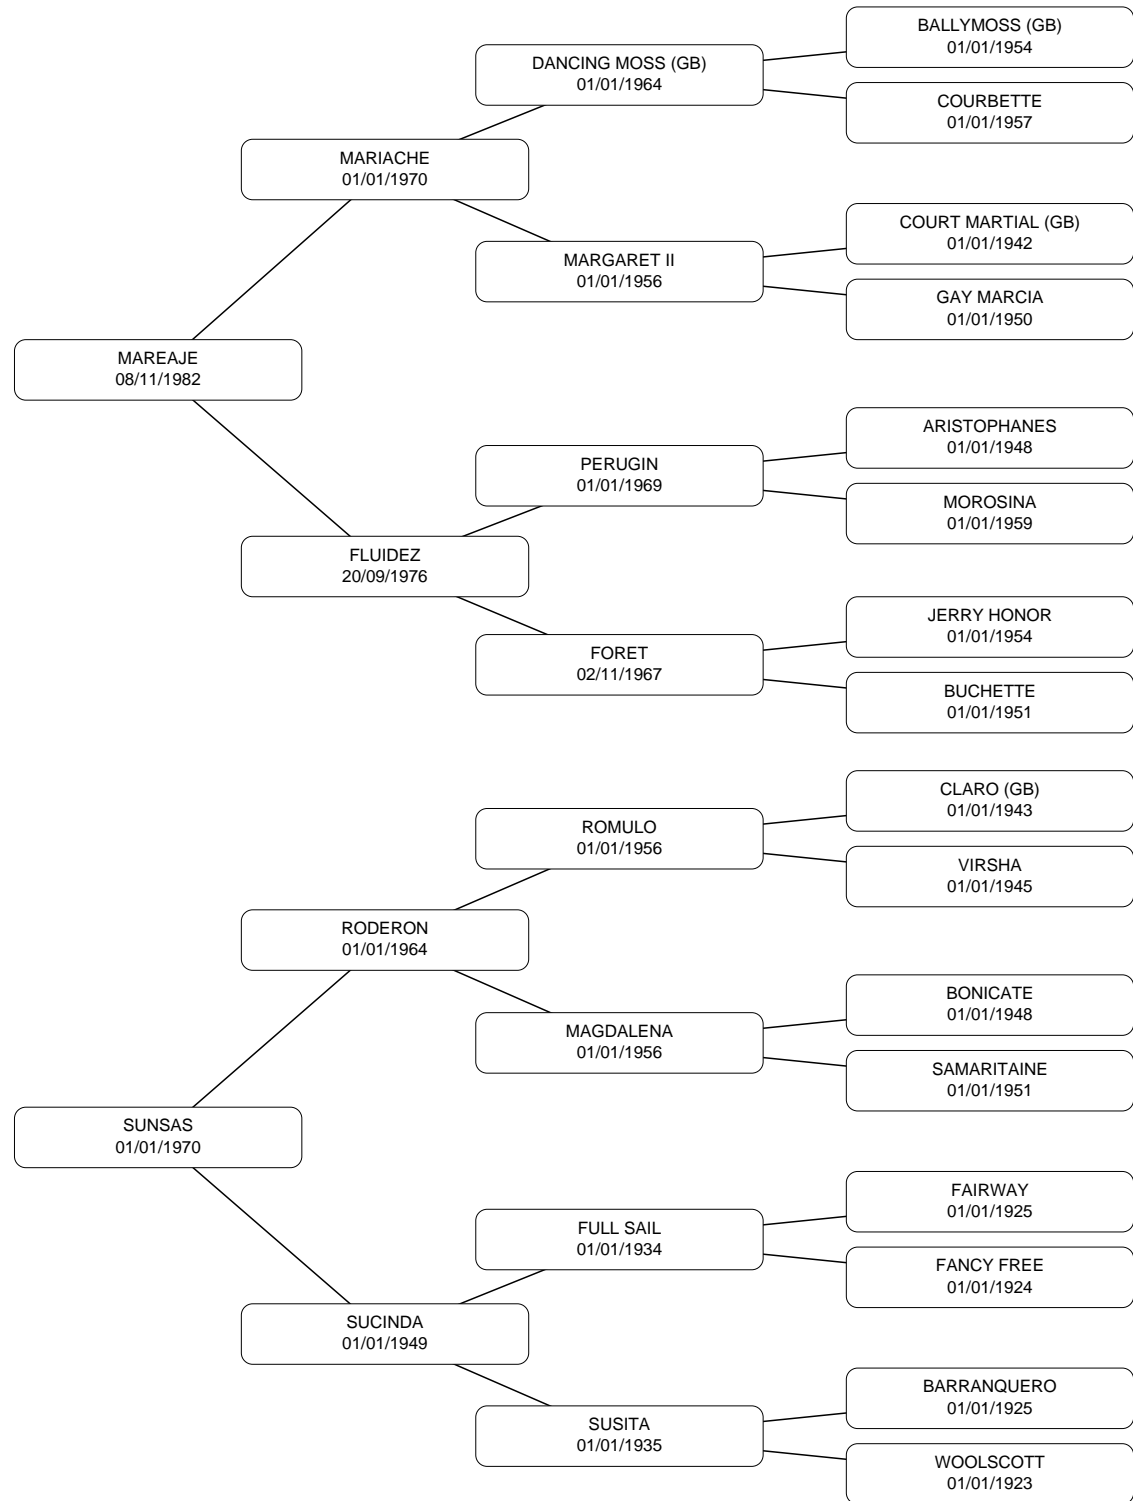 BALLYMOSS (GB)
01/01/1954
DANCING MOSS (GB)
01/01/1964
COURBETTE
01/01/1957
MARIACHE
01/01/1970
COURT MARTIAL (GB)
01/01/1942
MARGARET II
01/01/1956
GAY MARCIA
01/01/1950
MAREAJE
08/11/1982
ARISTOPHANES
01/01/1948
PERUGIN
01/01/1969
MOROSINA
01/01/1959
FLUIDEZ
20/09/1976
JERRY HONOR
01/01/1954
FORET
02/11/1967
BUCHETTE
01/01/1951
CLARO (GB)
01/01/1943
ROMULO
01/01/1956
VIRSHA
01/01/1945
RODERON
01/01/1964
BONICATE
01/01/1948
MAGDALENA
01/01/1956
SAMARITAINE
01/01/1951
SUNSAS
01/01/1970
FAIRWAY
01/01/1925
FULL SAIL
01/01/1934
FANCY FREE
01/01/1924
SUCINDA
01/01/1949
BARRANQUERO
01/01/1925
SUSITA
01/01/1935
WOOLSCOTT
01/01/1923